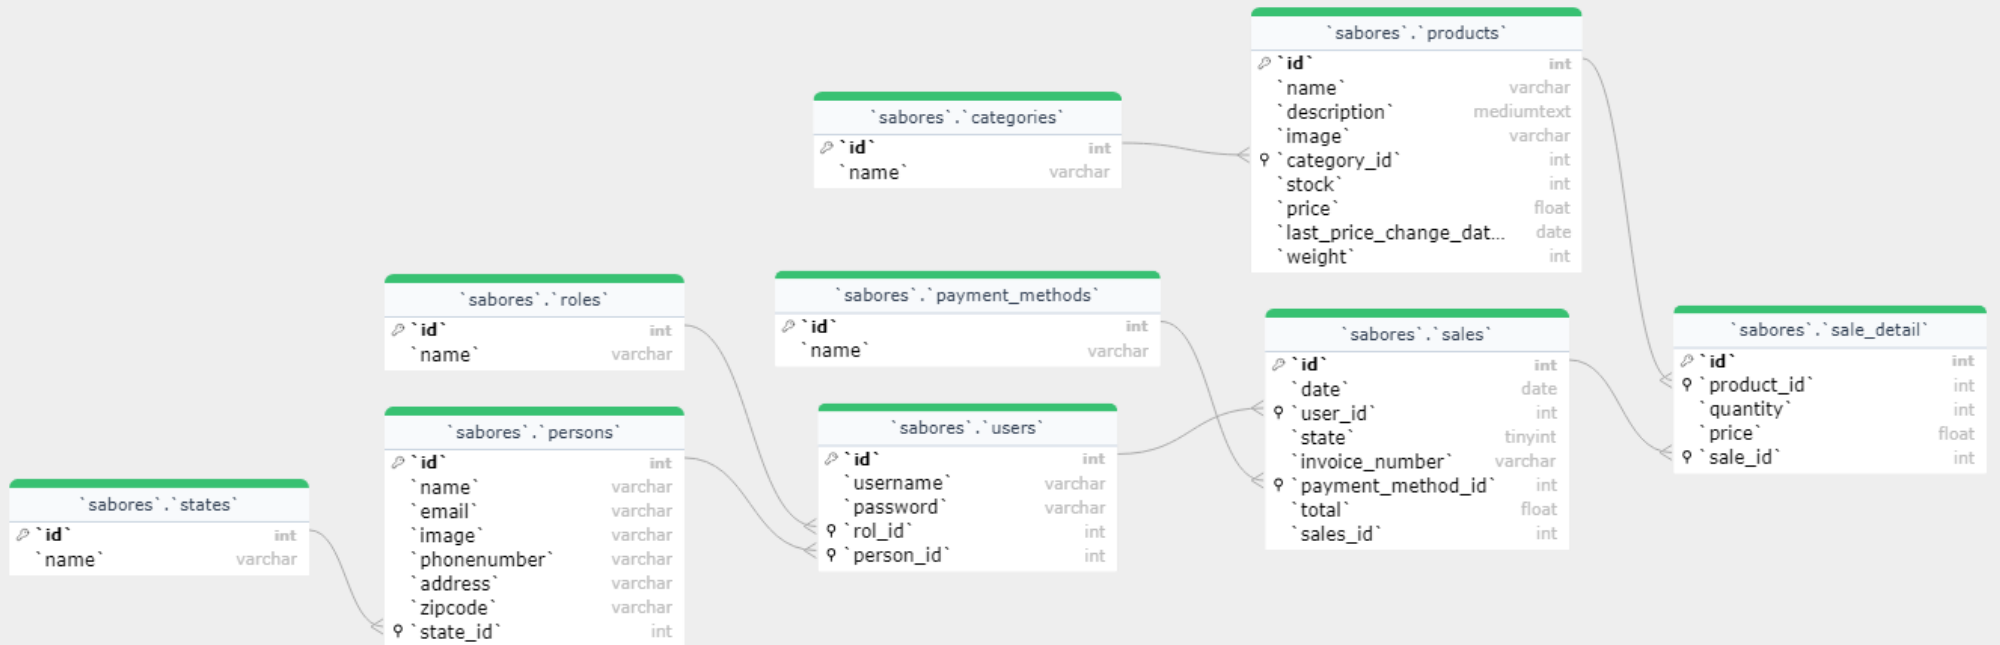 `sabores`.`products`
`id` int
`name` varchar
`description` mediumtext
`image` varchar
`category_id` int
`stock` int
`price` float
`last_price_change_dat... date
`weight` int
`sabores`.`categories`
`id` int
`name` varchar
`sabores`.`roles`
`id` int
`name` varchar
`sabores`.`payment_methods`
`id` int
`name` varchar
`sabores`.`sales`
`id` int
`date` date
`user_id` int
`state` tinyint
`invoice_number` varchar
`payment_method_id` int
`total` float
`sales_id` int
`sabores`.`sale_detail`
`id` int
`product_id` int
`quantity` int
`price` float
`sale_id` int
`sabores`.`persons`
`id` int
`name` varchar
`email` varchar
`image` varchar
`phonenumber` varchar
`address` varchar
`zipcode` varchar
`state_id` int
`sabores`.`users`
`id` int
`username` varchar
`password` varchar
`rol_id` int
`person_id` int
`sabores`.`states`
`id` int
`name` varchar